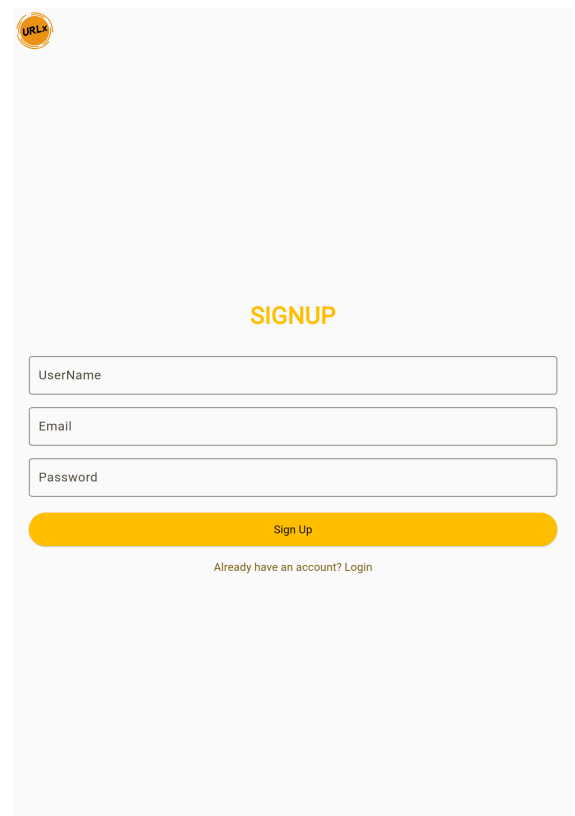 URLx
SIGNUP
UserName
Email
Password
Sign Up
Already have an account? Login